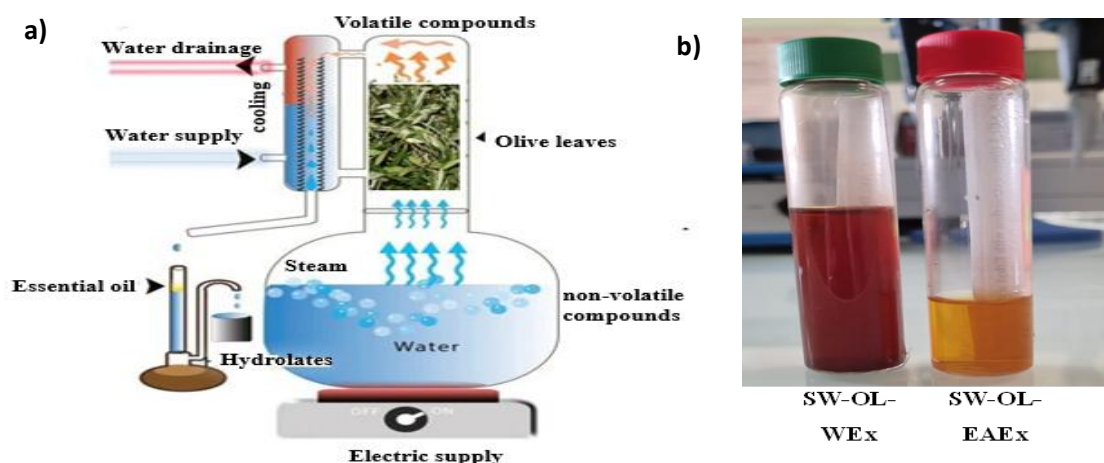 a)
Volatile compounds
Water drainage
cooling
Water supply
Olive leaves
Steam
Essential oil
non-volatile
compounds
Water
Hydrolates
OFF
ON
Electric supply
b)
SW-OL-
WEx
SW-OL-
EAEx